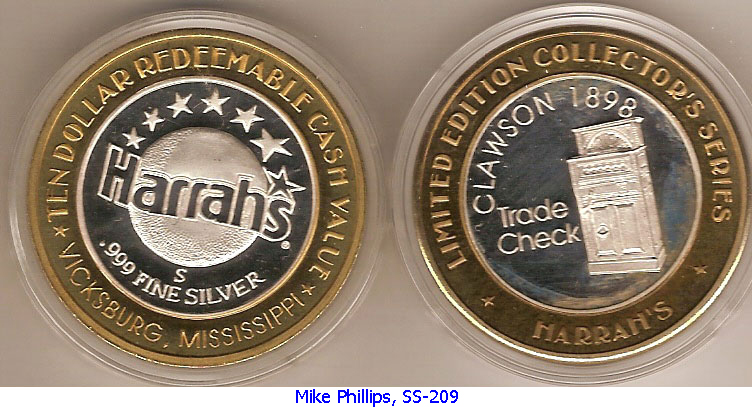 ★ TEN DOLLAR REDEEMABLE CASH VALUE ★
Harrah's®
S
.999 FINE SILVER
VICKSBURG, MISSISSIPPI
LIMITED EDITION COLLECTOR'S SERIES
CLAWSON 1898
Trade
Check
★ HARRAH'S ★
Mike Phillips, SS-209